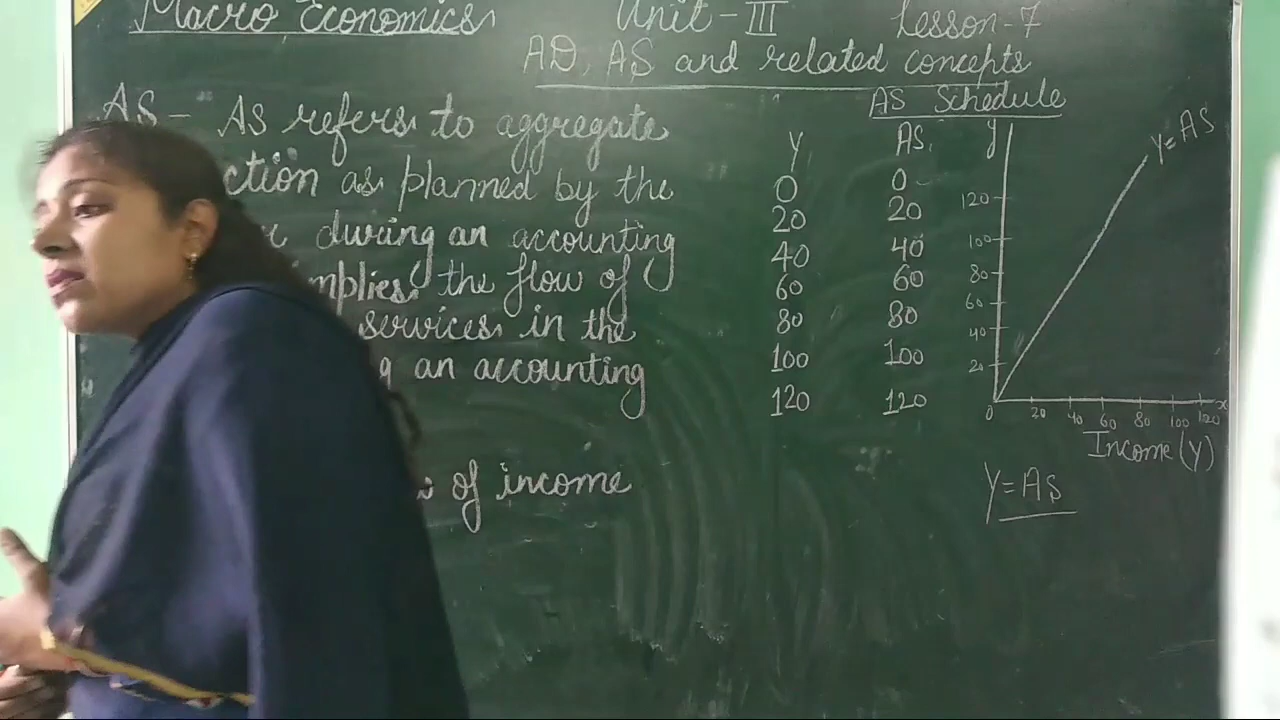 Macro Economics Unit - III Lesson-7
AD, AS and related concepts
AS - AS refers to aggregate
ction as planned by the
during an accounting
mplies the flow of
services in the
g an accounting
of income
AS Schedule
Y AS
0 0
20 20
40 40
60 60
80 80
100 100
120 120
y
120
100
80
60
40
20
0 20 40 60 80 100 120 x
Y=AS
Income (Y)
Y=AS